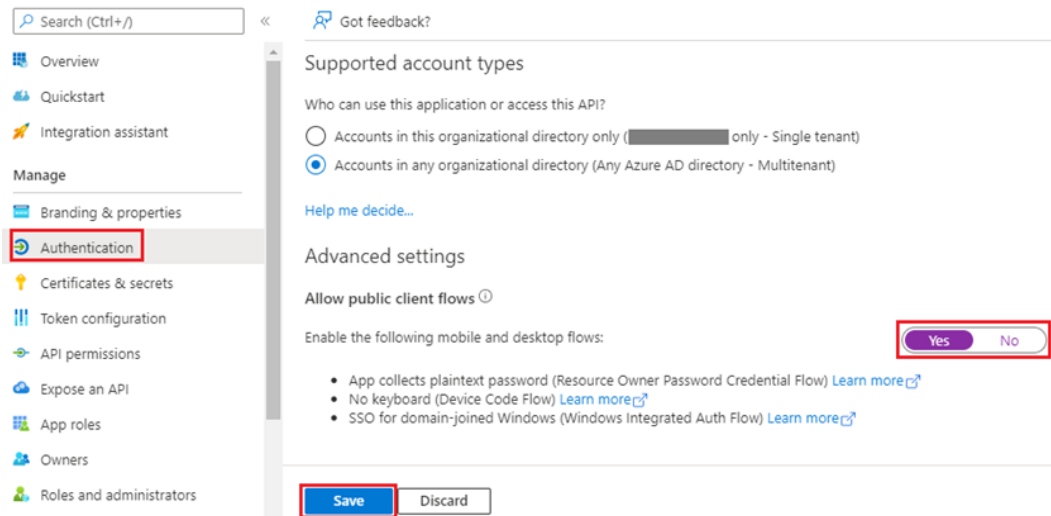 Search (Ctrl+/)
«
Overview
Quickstart
Integration assistant
Manage
Branding & properties
Authentication
Certificates & secrets
Token configuration
API permissions
Expose an API
App roles
Owners
Roles and administrators
Got feedback?
Supported account types
Who can use this application or access this API?
Accounts in this organizational directory only ( only - Single tenant)
Accounts in any organizational directory (Any Azure AD directory - Multitenant)
Help me decide...
Advanced settings
Allow public client flows
Enable the following mobile and desktop flows:
Yes No
• App collects plaintext password (Resource Owner Password Credential Flow) Learn more
• No keyboard (Device Code Flow) Learn more
• SSO for domain-joined Windows (Windows Integrated Auth Flow) Learn more
Save Discard